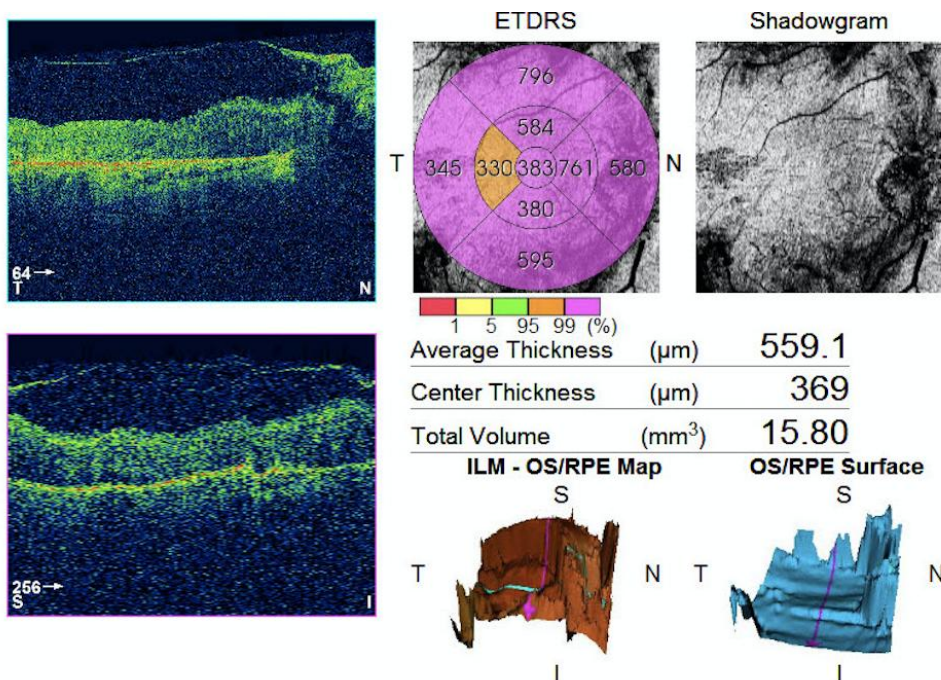 ETDRS
Shadowgram
64
T N
796
584
T 345 330 383 761 580 N
380
595
1 5 95 99 (%)
256
S I
Average Thickness (µm) 559.1
Center Thickness (µm) 369
Total Volume (mm³) 15.80
ILM - OS/RPE Map
OS/RPE Surface
S S
T N T N
I I